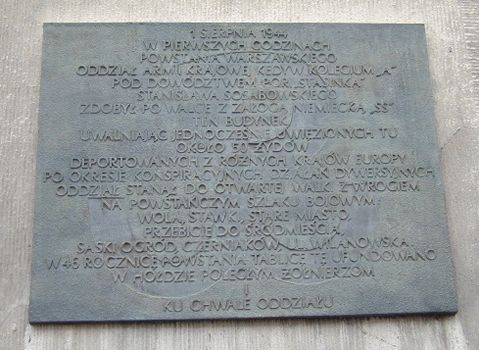 1 SIERPNIA 1944
W PIERWSZYCH GODZINACH
POWSTANIA WARSZAWSKIEGO
ODDZIAŁ ARMII KRAJOWEJ, KEDYW KOLEGIUM „A”
POD DOWÓDZTWEM POR. „STASINKA”
STANISŁAWA SOSABOWSKIEGO
ZDOBYŁ PO WALCE Z ZAŁOGĄ NIEMIECKĄ „SS”
TEN BUDYNEK
UWALNIAJĄC JEDNOCZEŚNIE UWIĘZIONYCH TU
OKOŁO 50 ŻYDÓW
DEPORTOWANYCH Z RÓŻNYCH KRAJÓW EUROPY
PO OKRESIE KONSPIRACYJNYCH DZIAŁAŃ DYWERSYJNYCH
ODDZIAŁ STANĄŁ DO OTWARTEJ WALKI Z WROGIEM
NA POWSTAŃCZYM SZLAKU BOJOWYM:
WOLA, STAWKI, STARE MIASTO,
PRZEBICIE DO ŚRÓDMIEŚCIA,
SASKI OGRÓD, CZERNIAKÓW, UL. WILANOWSKA.
W 45 ROCZNICĘ POWSTANIA TABLICĘ TĘ UFUNDOWANO
W HOŁDZIE POLEGŁYM ŻOŁNIERZOM
I
KU CHWALE ODDZIAŁU